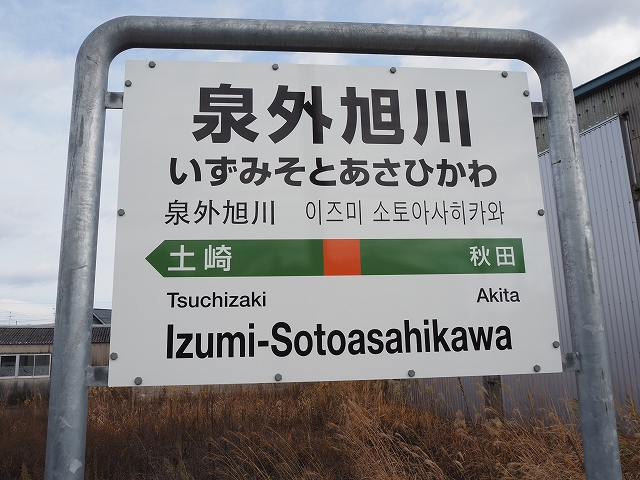 泉外旭川
いずみそとあさひかわ
泉外旭川 이즈미 소토아사히카와
土崎 秋田
Tsuchizaki Akita
Izumi-Sotoasahikawa